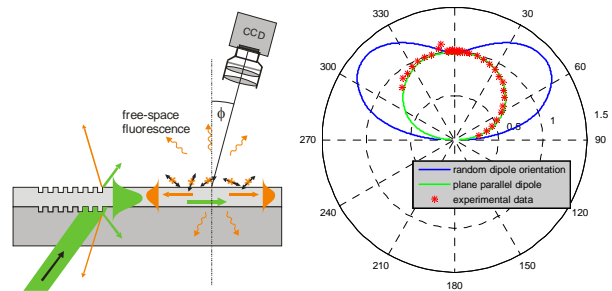 CCD
ϕ
free-space
fluorescence
330
30
300
60
270
90
240
120
210
150
180
0.5
1
1.5
random dipole orientation
plane parallel dipole
experimental data